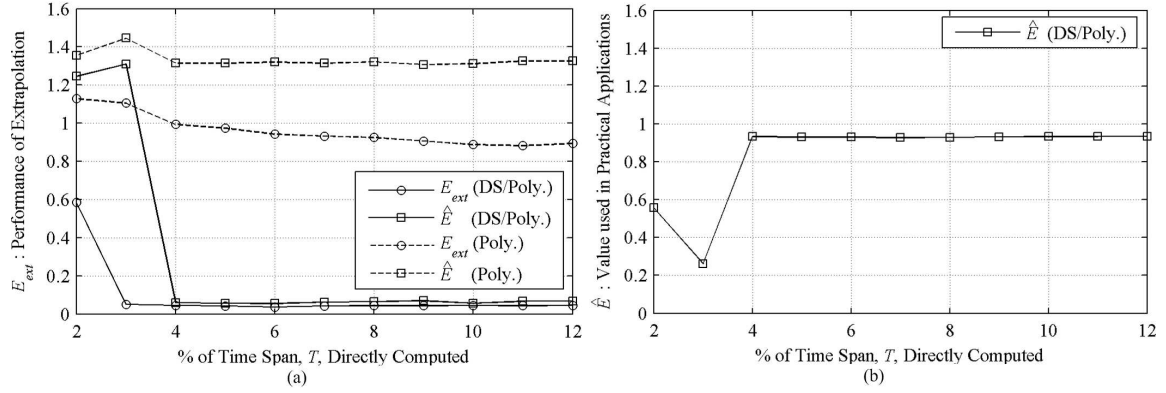 E_ext : Performance of Extrapolation
1.6
1.4
1.2
1
0.8
0.6
0.4
0.2
0
2 4 6 8 10 12
% of Time Span, T, Directly Computed
(a)
E_ext (DS/Poly.)
Ê (DS/Poly.)
E_ext (Poly.)
Ê (Poly.)
Ê : Value used in Practical Applications
1.6
1.4
1.2
1
0.8
0.6
0.4
0.2
0
2 4 6 8 10 12
% of Time Span, T, Directly Computed
(b)
Ê (DS/Poly.)